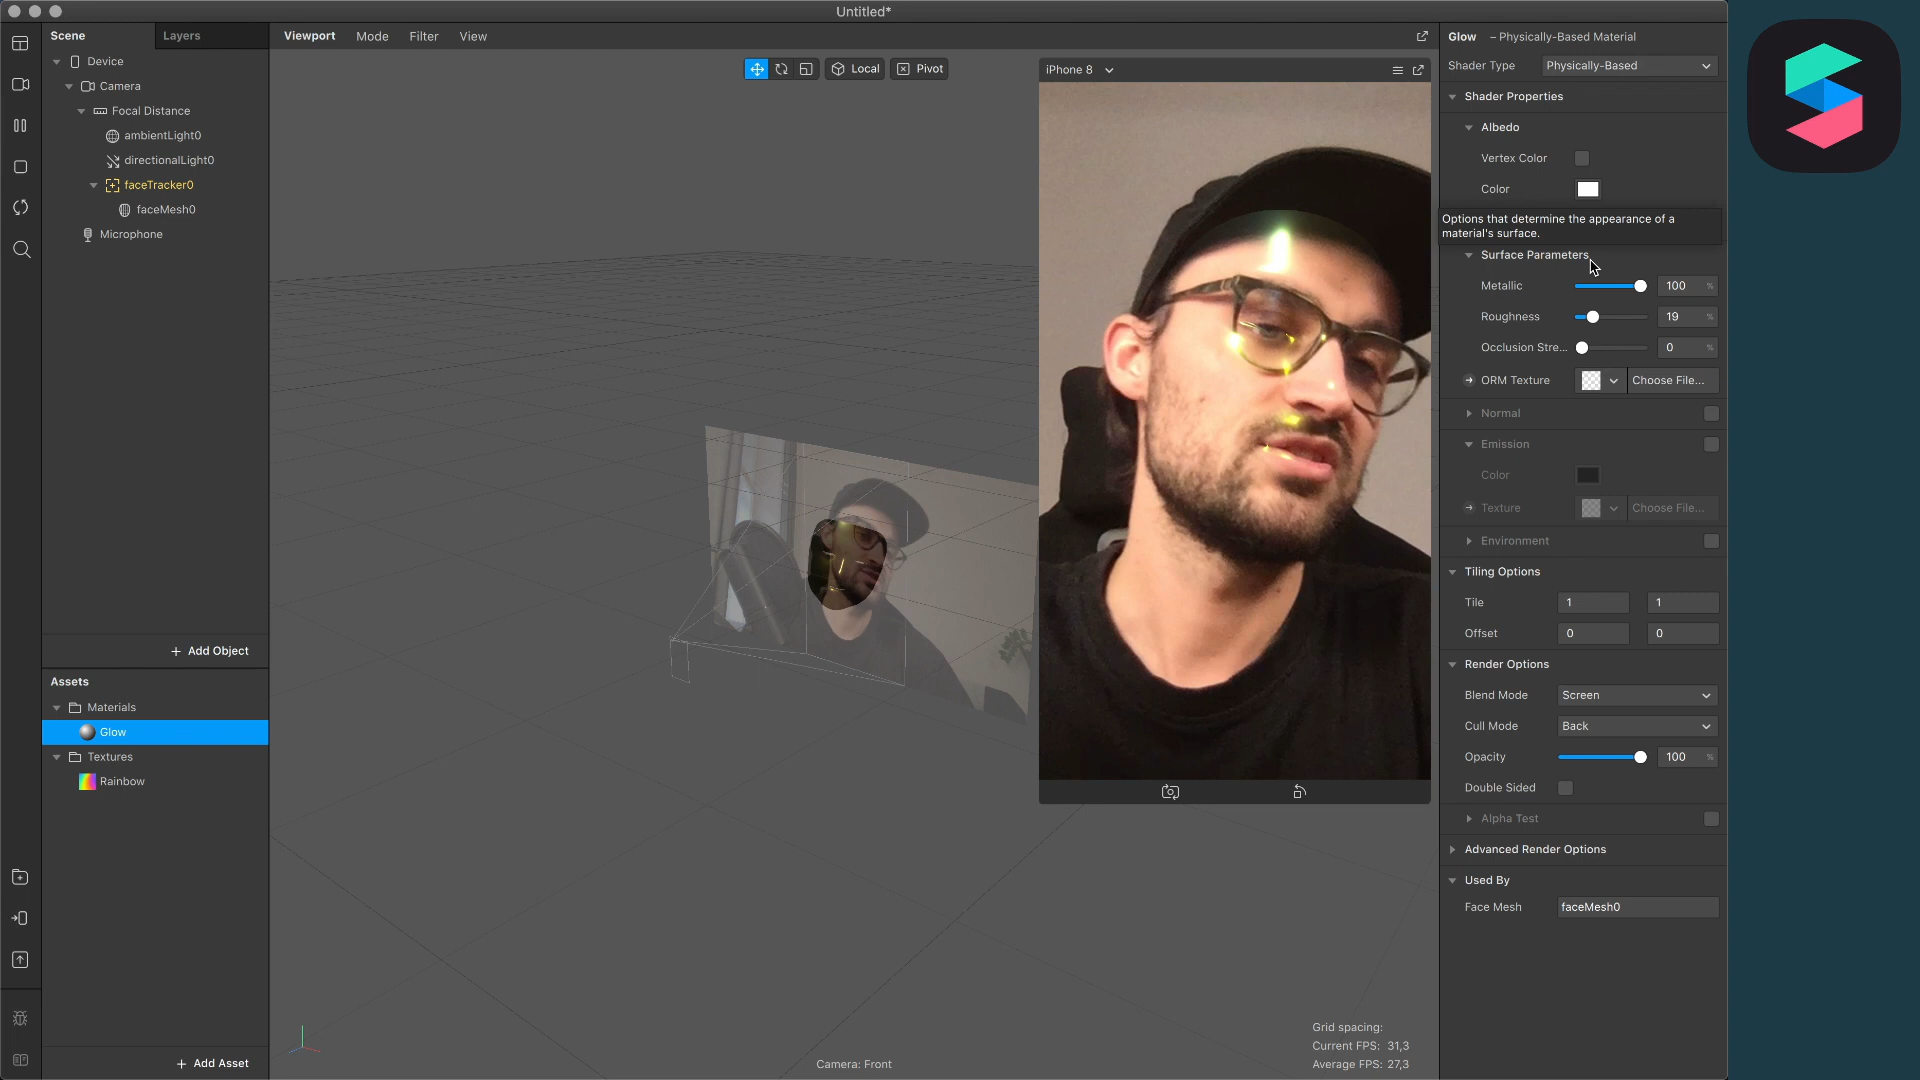 Untitled*
Scene
Layers
Device
Camera
Focal Distance
ambientLight0
directionalLight0
faceTracker0
faceMesh0
Microphone
+ Add Object
Assets
Materials
Glow
Textures
Rainbow
+ Add Asset
Viewport Mode Filter View
Local
Pivot
iPhone 8
Camera: Front
Grid spacing:
Current FPS: 31,3
Average FPS: 27,3
Glow – Physically-Based Material
Shader Type Physically-Based
Shader Properties
Albedo
Vertex Color
Color
Options that determine the appearance of a
material's surface.
Surface Parameters
Metallic 100 %
Roughness 19 %
Occlusion Stre... 0 %
ORM Texture Choose File...
Normal
Emission
Color
Texture Choose File...
Environment
Tiling Options
Tile 1 1
Offset 0 0
Render Options
Blend Mode Screen
Cull Mode Back
Opacity 100 %
Double Sided
Alpha Test
Advanced Render Options
Used By
Face Mesh faceMesh0